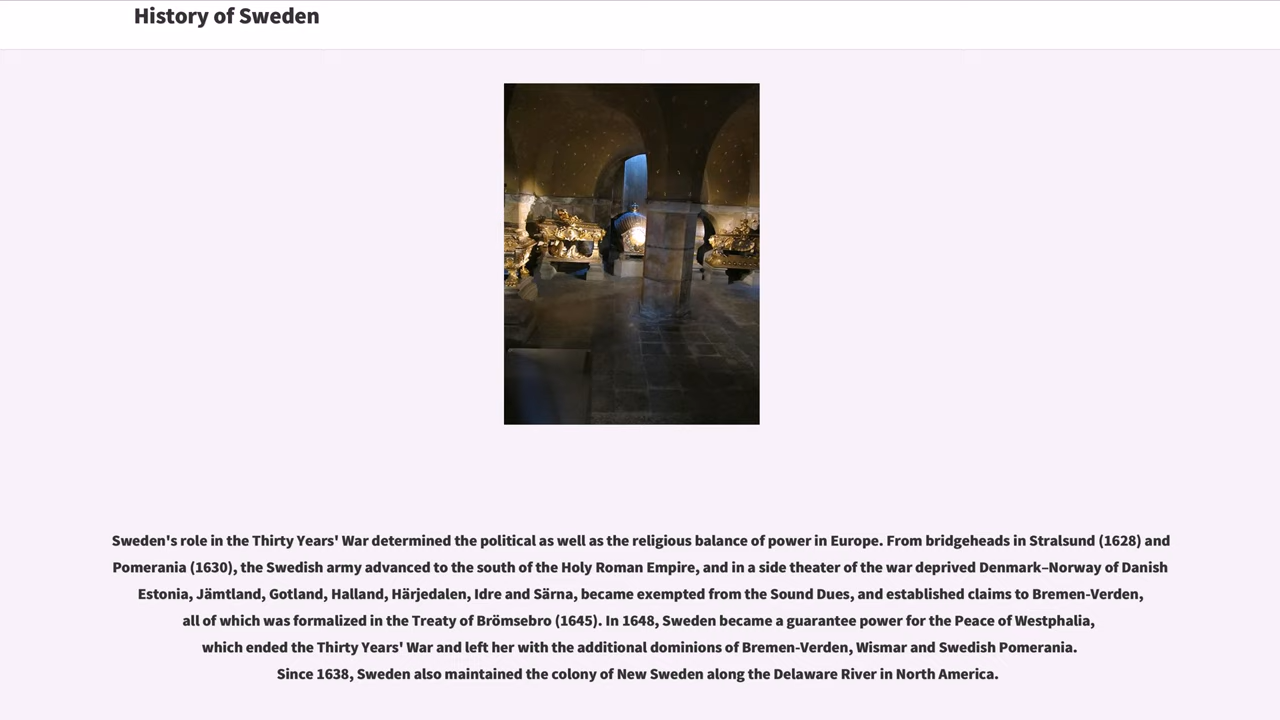 History of Sweden
Sweden's role in the Thirty Years' War determined the political as well as the religious balance of power in Europe. From bridgeheads in Stralsund (1628) and
Pomerania (1630), the Swedish army advanced to the south of the Holy Roman Empire, and in a side theater of the war deprived Denmark–Norway of Danish
Estonia, Jämtland, Gotland, Halland, Härjedalen, Idre and Särna, became exempted from the Sound Dues, and established claims to Bremen-Verden,
all of which was formalized in the Treaty of Brömsebro (1645). In 1648, Sweden became a guarantee power for the Peace of Westphalia,
which ended the Thirty Years' War and left her with the additional dominions of Bremen-Verden, Wismar and Swedish Pomerania.
Since 1638, Sweden also maintained the colony of New Sweden along the Delaware River in North America.